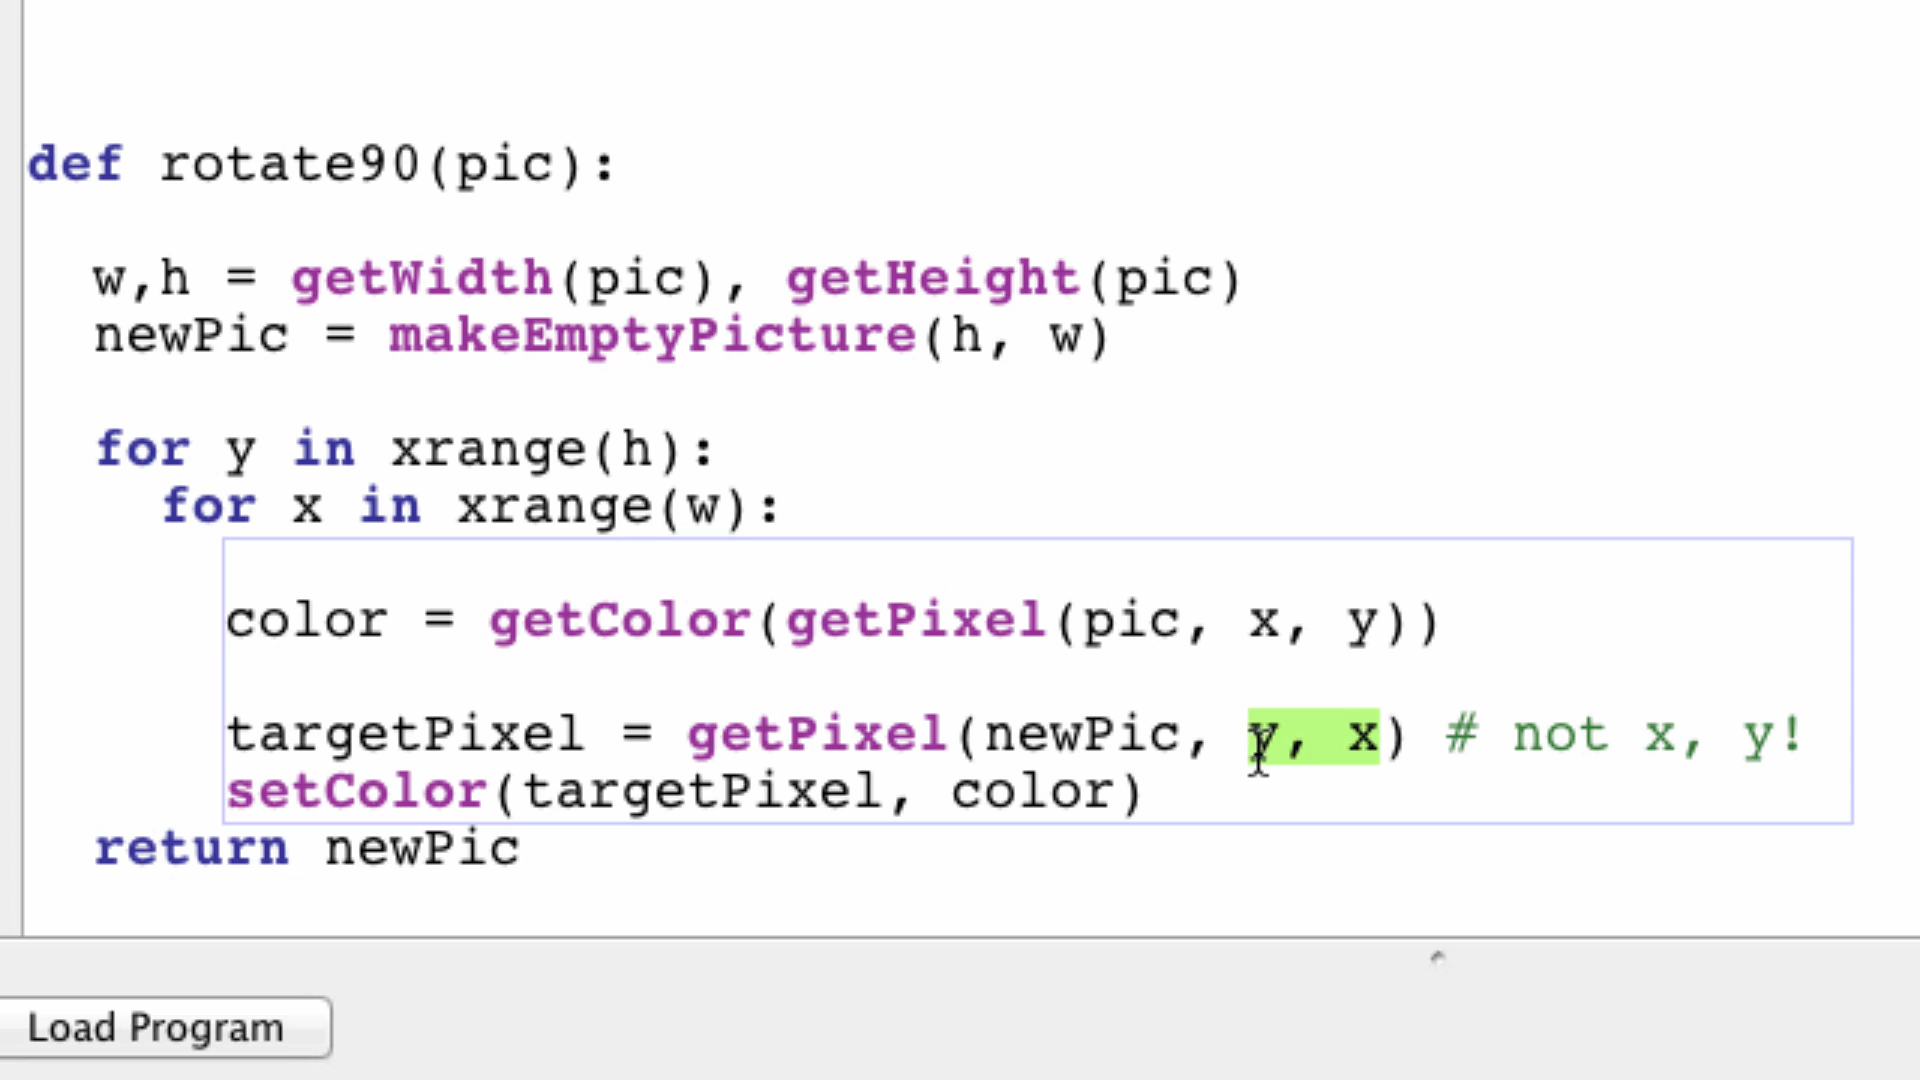 def rotate90(pic):
w,h = getWidth(pic), getHeight(pic)
newPic = makeEmptyPicture(h, w)
for y in xrange(h):
for x in xrange(w):
color = getColor(getPixel(pic, x, y))
targetPixel = getPixel(newPic, y, x) # not x, y!
setColor(targetPixel, color)
return newPic
Load Program